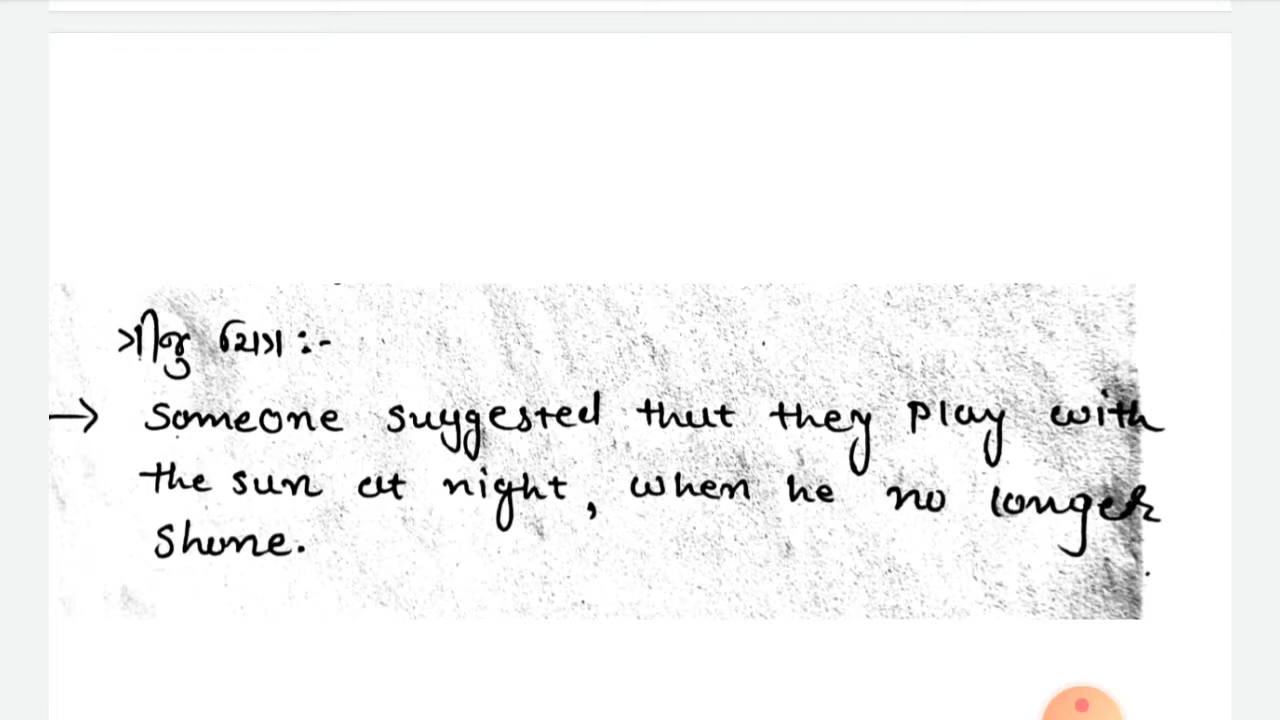 → Someone suggested that they play with
the sun at night, when he no longer
Shone.